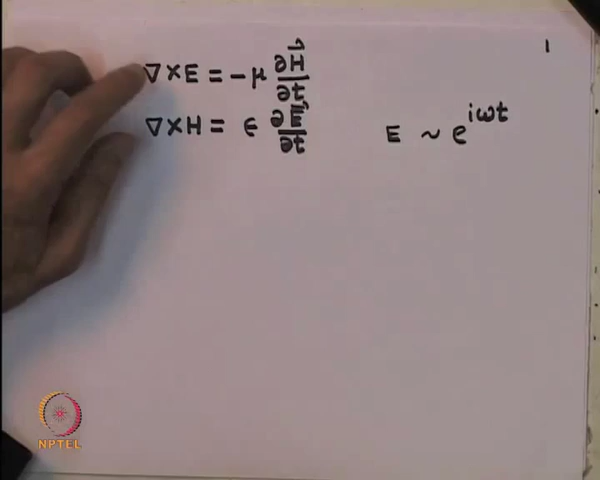 1
∇×E = -μ ∂Ĥ/∂t
∇×H = ε ∂Ê/∂t
E ~ e^{iωt}
NPTEL